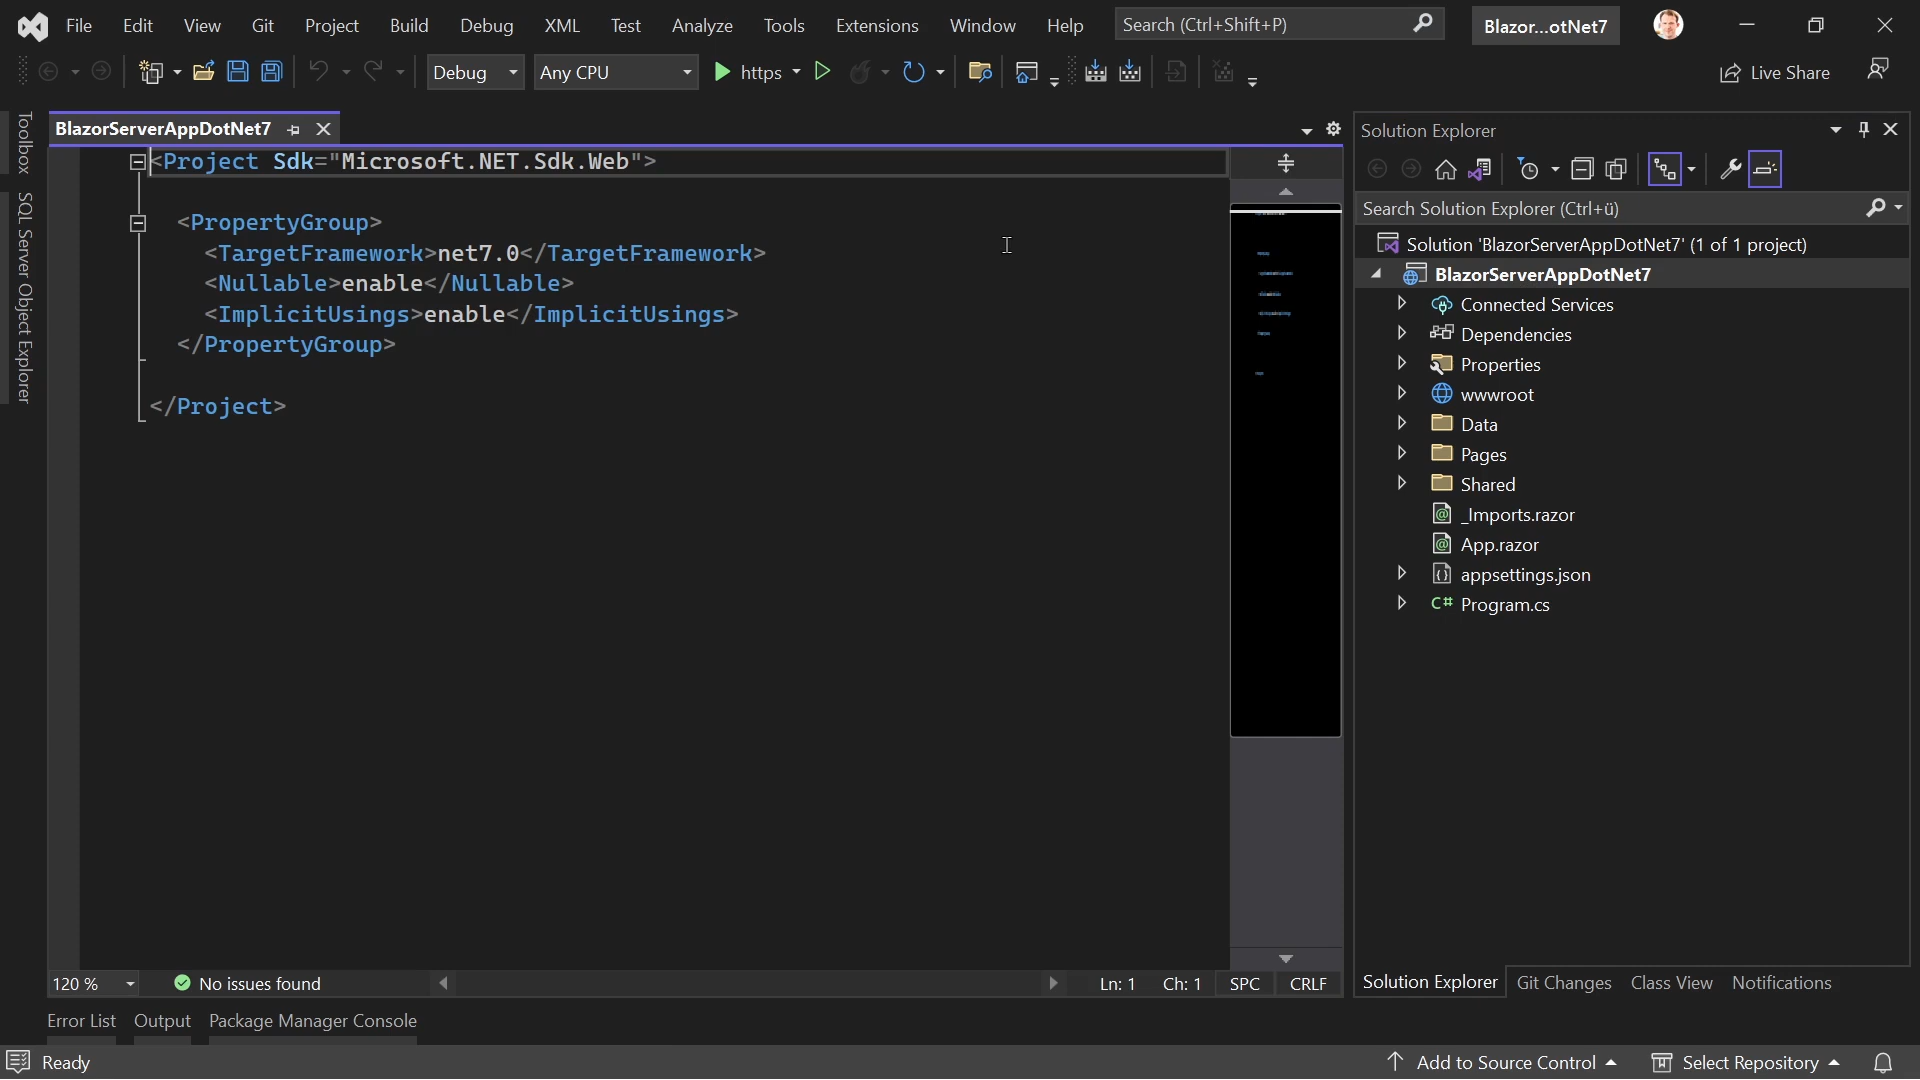 File Edit View Git Project Build Debug XML Test Analyze Tools Extensions Window Help Search (Ctrl+Shift+P) Blazor...otNet7
Debug Any CPU https Live Share
Toolbox
SQL Server Object Explorer
BlazorServerAppDotNet7
<Project Sdk="Microsoft.NET.Sdk.Web">
<PropertyGroup>
<TargetFramework>net7.0</TargetFramework>
<Nullable>enable</Nullable>
<ImplicitUsings>enable</ImplicitUsings>
</PropertyGroup>
</Project>
120 % No issues found Ln: 1 Ch: 1 SPC CRLF
Solution Explorer
Search Solution Explorer (Ctrl+ü)
Solution 'BlazorServerAppDotNet7' (1 of 1 project)
BlazorServerAppDotNet7
Connected Services
Dependencies
Properties
wwwroot
Data
Pages
Shared
_Imports.razor
App.razor
appsettings.json
C# Program.cs
Solution Explorer Git Changes Class View Notifications
Error List Output Package Manager Console
Ready Add to Source Control Select Repository